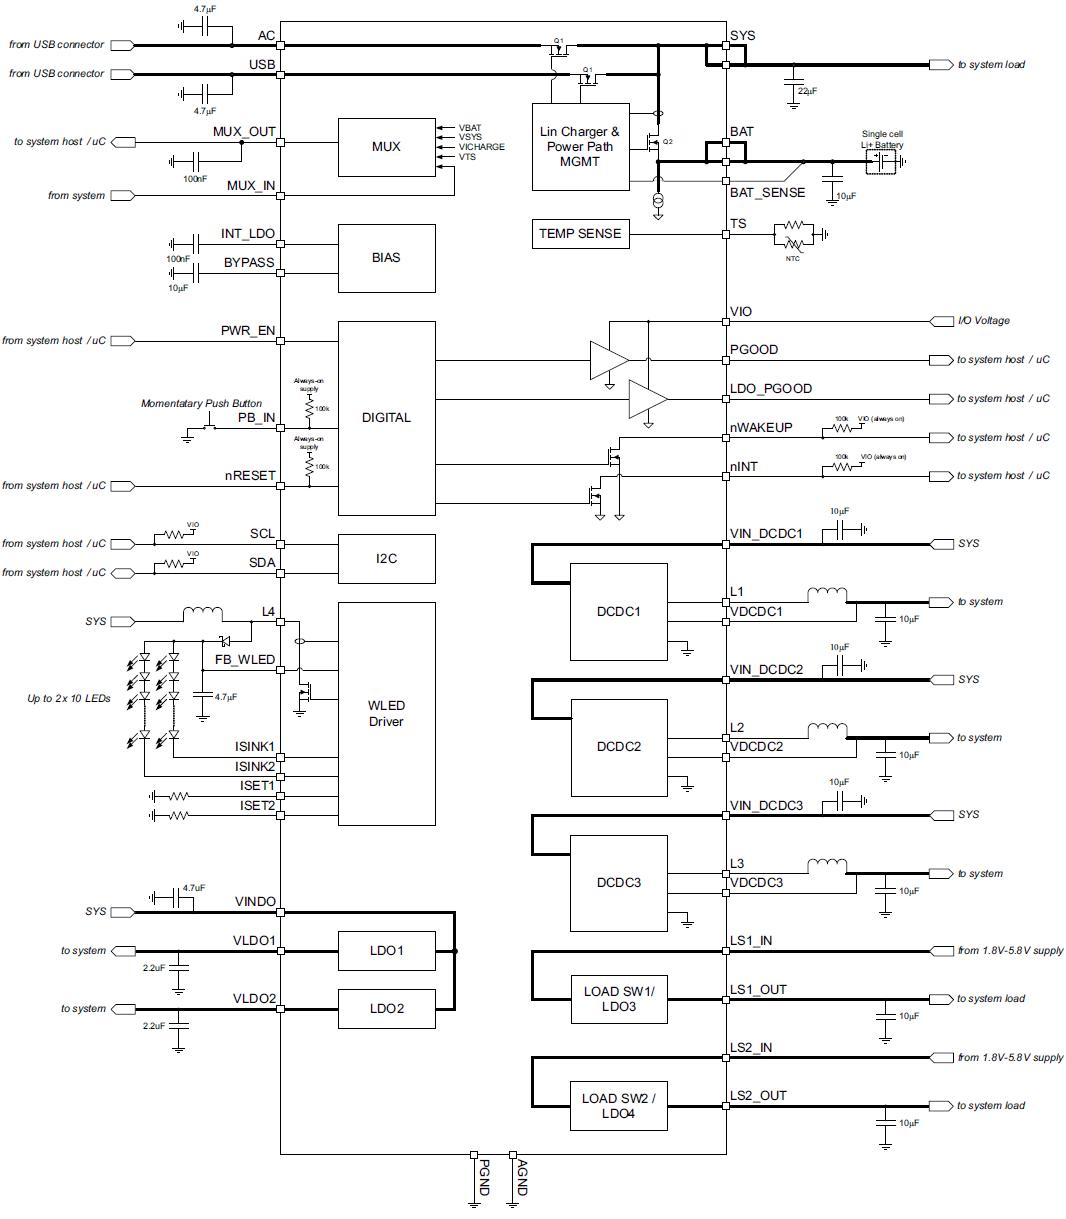 4.7µF
AC
Q1
SYS
from USB connector
USB
Q1
from USB connector
to system load
22µF
4.7µF
MUX_OUT
to system host / uC
100nF
MUX
VBAT
VSYS
VICHARGE
VTS
Lin Charger &
Power Path
MGMT
Q2
BAT
Single cell
Li+ Battery
10µF
MUX_IN
from system
BAT_SENSE
INT_LDO
100nF
BYPASS
10µF
BIAS
TEMP SENSE
TS
NTC
VIO
I/O Voltage
PWR_EN
from system host / uC
PGOOD
to system host / uC
Always-on
supply
100k
LDO_PGOOD
to system host / uC
Momentatary Push Button
PB_IN
DIGITAL
nWAKEUP
100k
VIO (always on)
to system host / uC
Always-on
supply
100k
nRESET
from system host / uC
nINT
100k
VIO (always on)
to system host / uC
VIO
SCL
from system host / uC
VIO
SDA
from system host / uC
I2C
VIN_DCDC1
10µF
SYS
DCDC1
L1
to system
VDCDC1
10µF
L4
SYS
FB_WLED
4.7µF
Up to 2x 10 LEDs
WLED
Driver
ISINK1
ISINK2
ISET1
ISET2
VIN_DCDC2
10µF
SYS
DCDC2
L2
to system
VDCDC2
10µF
VIN_DCDC3
10µF
SYS
DCDC3
L3
to system
VDCDC3
10µF
4.7uF
VINDO
SYS
VLDO1
to system
2.2uF
LDO1
VLDO2
to system
2.2uF
LDO2
LS1_IN
from 1.8V-5.8V supply
LOAD SW1/
LDO3
LS1_OUT
to system load
10µF
LS2_IN
from 1.8V-5.8V supply
LOAD SW2 /
LDO4
LS2_OUT
to system load
10µF
PGND
AGND